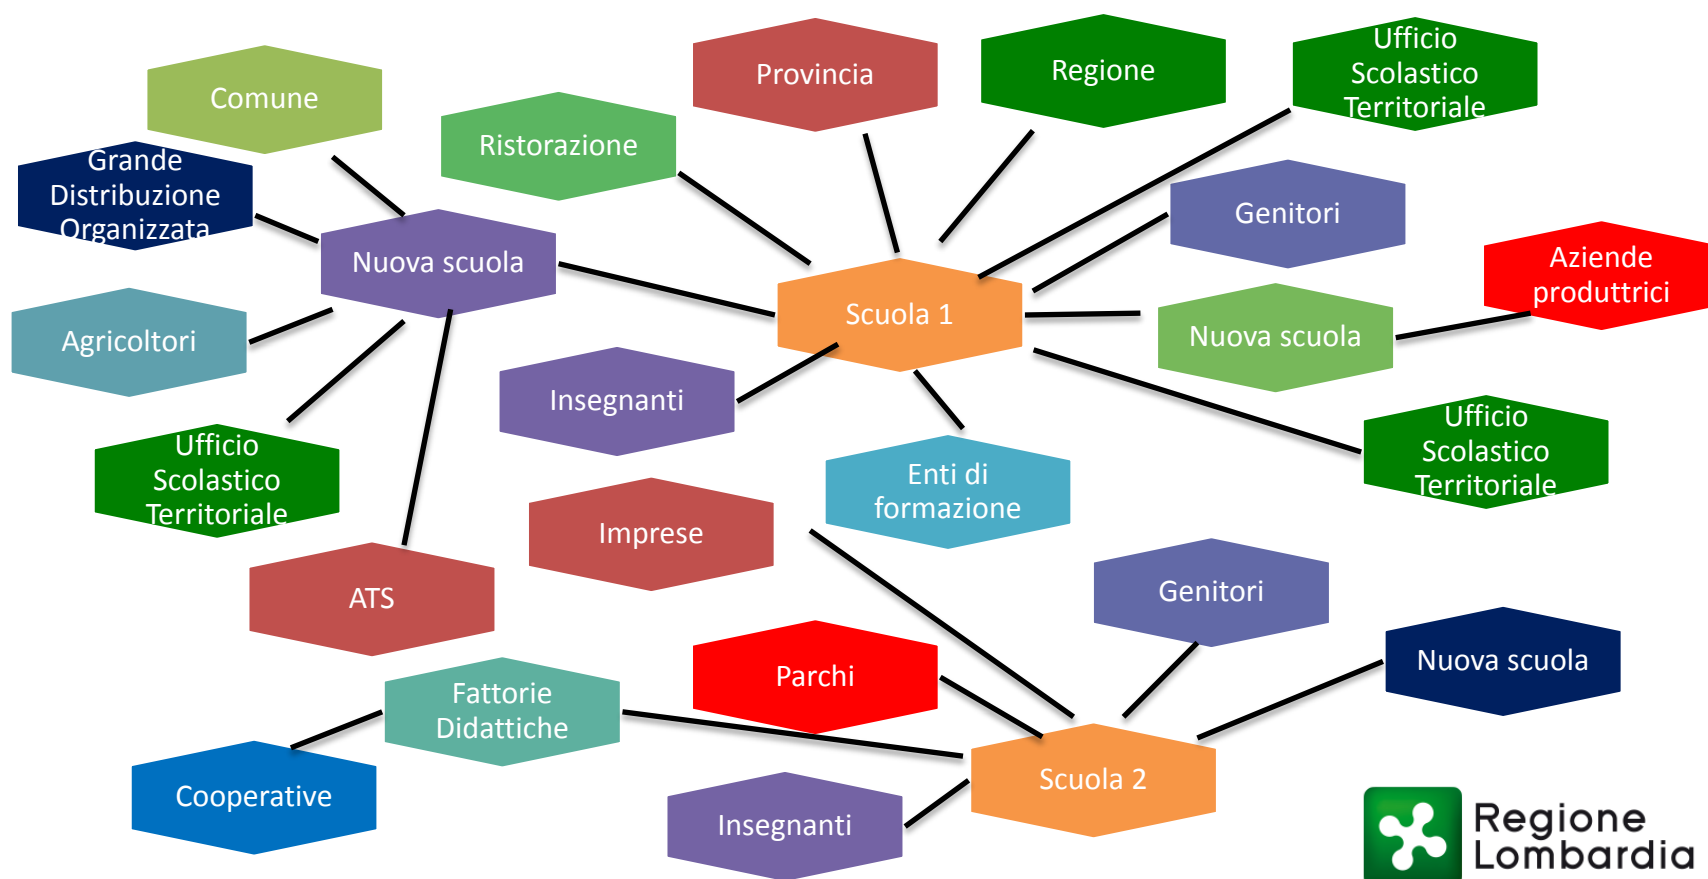 Comune
Grande
Distribuzione
Organizzata
Ristorazione
Provincia
Regione
Ufficio
Scolastico
Territoriale
Genitori
Nuova scuola
Scuola 1
Aziende
produttrici
Nuova scuola
Agricoltori
Insegnanti
Ufficio
Scolastico
Territoriale
Enti di
formazione
Ufficio
Scolastico
Territoriale
Imprese
ATS
Genitori
Parchi
Nuova scuola
Fattorie
Didattiche
Cooperative
Insegnanti
Scuola 2
Regione
Lombardia